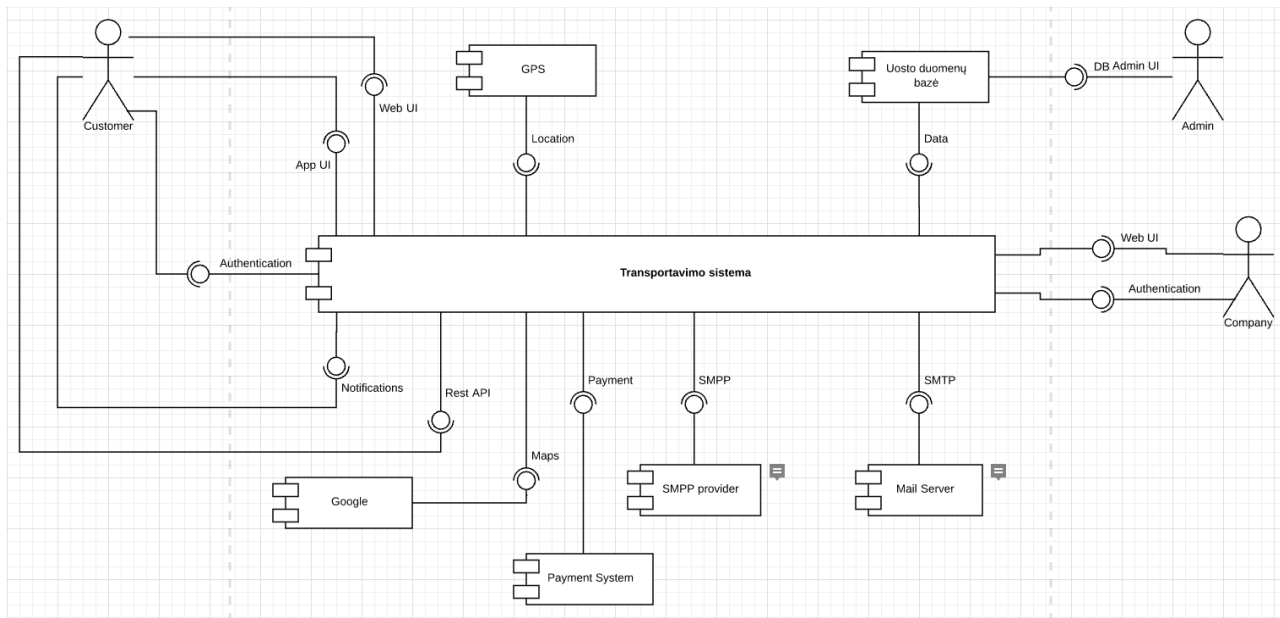 GPS
Uosto duomenų
bazė
DB Admin UI
Web UI
Customer
Admin
Location
Data
App UI
Web UI
Authentication
Transportavimo sistema
Authentication
Company
Notifications
Rest API
Payment
SMPP
SMTP
Maps
Google
SMPP provider
Mail Server
Payment System